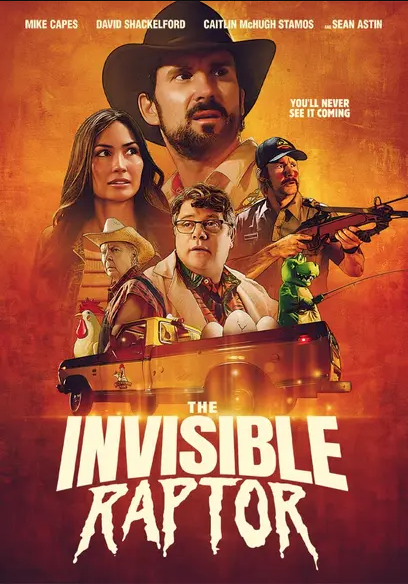 MIKE CAPES DAVID SHACKELFORD CAITLIN McHUGH STAMOS AND SEAN ASTIN
YOU'LL NEVER
SEE IT COMING
THE
INVISIBLE
RAPTOR